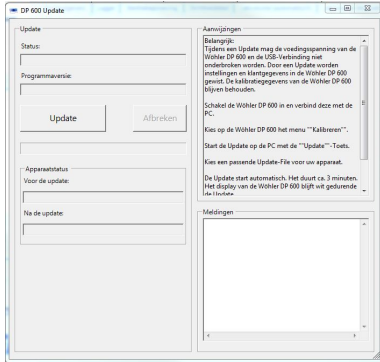 DP 600 Update
Update
Status:
Programmaversie:
Update
Afbreken
Apparaatstatus
Voor de update:
Na de update:
Aanwijzingen
Belangrijk:
Tijdens een Update mag de voedingsspanning van de
Wöhler DP 600 en de USB-Verbinding niet
onderbroken worden. Door een Update worden
instellingen en klantgegevens in de Wöhler DP 600
gewist. De kalibratiegegevens van de Wöhler DP 600
blijven behouden.
Schakel de Wöhler DP 600 in en verbind deze met de
PC.
Kies op de Wöhler DP 600 het menu ""Kalibreren"".
Start de Update op de PC met de ""Update""-Toets.
Kies een passende Update-File voor uw apparaat.
De Update start automatisch. Het duurt ca. 3 minuten.
Het display van de Wöhler DP 600 blijft wit gedurende
de Update
Meldingen